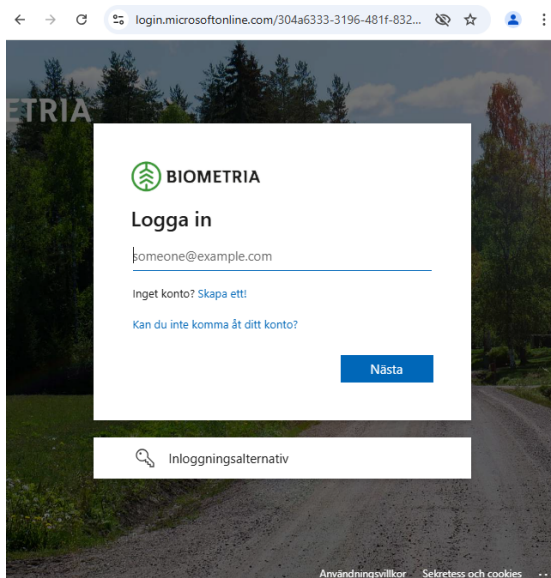 login.microsoftonline.com/304a6333-3196-481f-832...
ETRIA
BIOMETRIA
Logga in
someone@example.com
Inget konto? Skapa ett!
Kan du inte komma åt ditt konto?
Nästa
Inloggningsalternativ
Användningsvillkor Sekretess och cookies ...